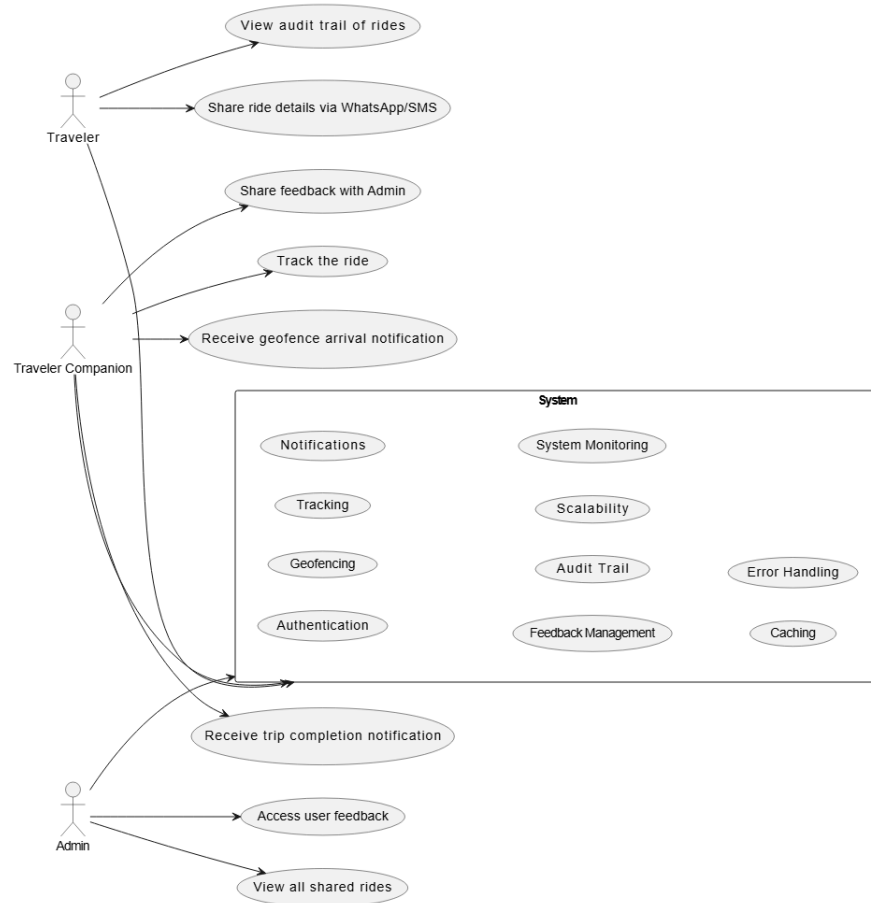 View audit trail of rides
Share ride details via WhatsApp/SMS
Traveler
Share feedback with Admin
Track the ride
Receive geofence arrival notification
Traveler Companion
System
Notifications
System Monitoring
Tracking
Scalability
Geofencing
Audit Trail
Error Handling
Authentication
Feedback Management
Caching
Receive trip completion notification
Access user feedback
Admin
View all shared rides